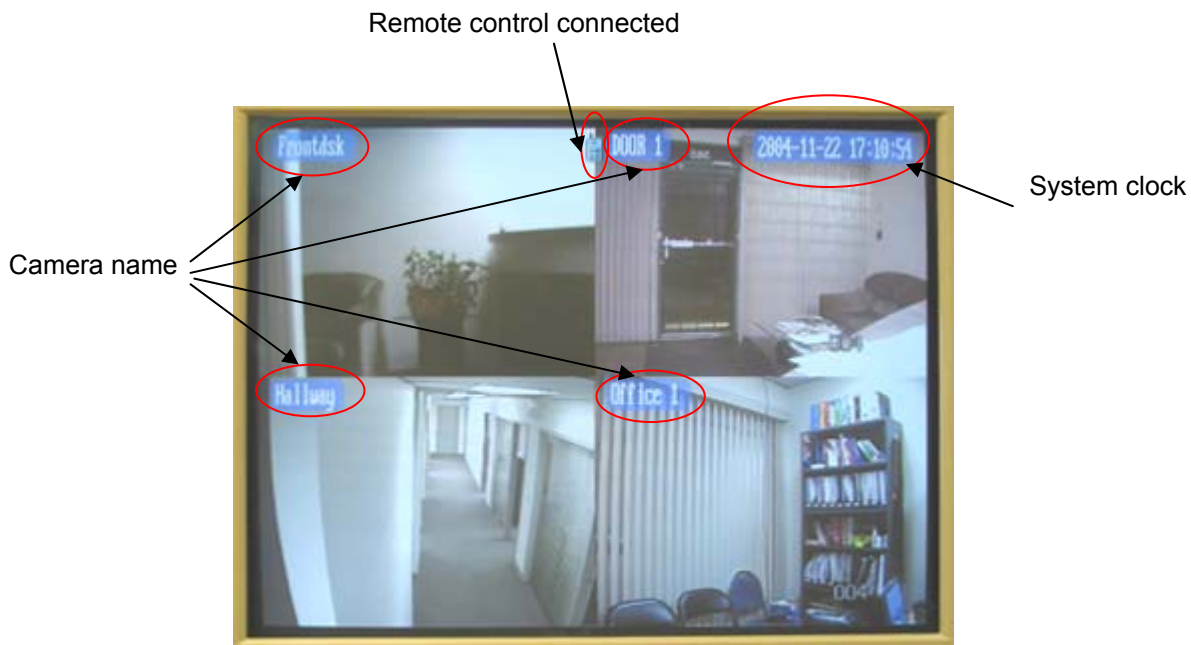 Remote control connected
Frontdsk
DOOR 1
2004-11-22 17:10:54
System clock
Camera name
Hallway
Office 1
004